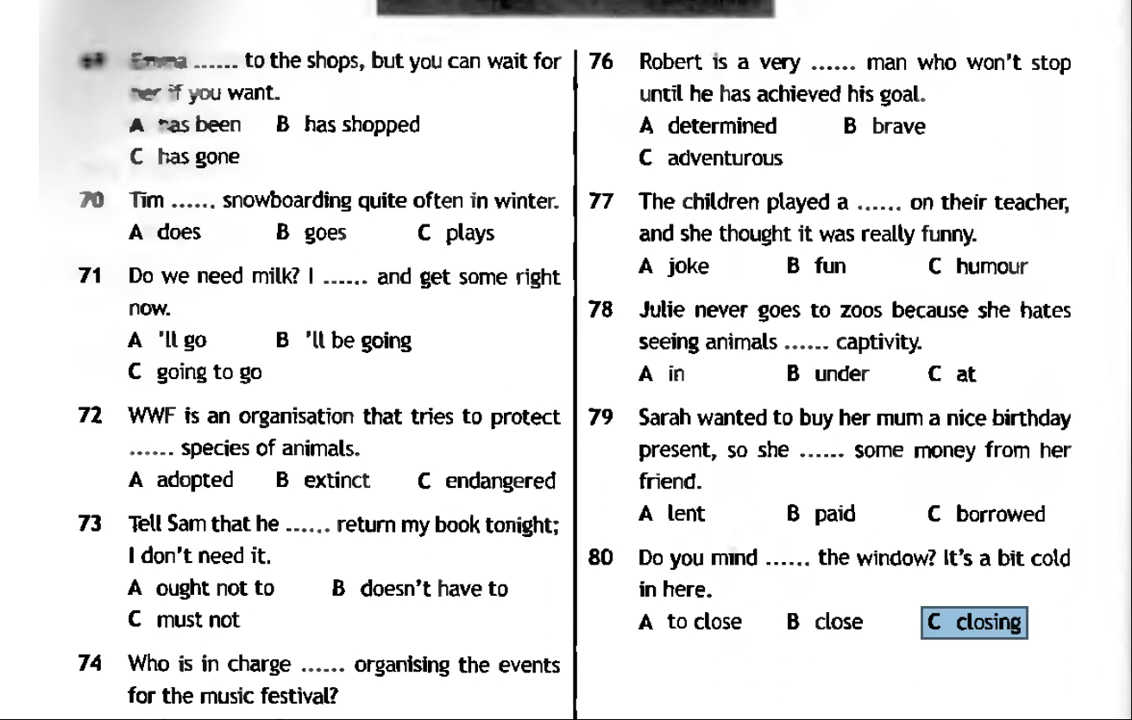 Emma ...... to the shops, but you can wait for
her if you want.
A has been B has shopped
C has gone
70 Tim ...... snowboarding quite often in winter.
A does B goes C plays
71 Do we need milk? I ...... and get some right
now.
A 'll go B 'll be going
C going to go
72 WWF is an organisation that tries to protect
...... species of animals.
A adopted B extinct C endangered
73 Tell Sam that he ...... return my book tonight;
I don't need it.
A ought not to B doesn't have to
C must not
74 Who is in charge ...... organising the events
for the music festival?
76 Robert is a very ...... man who won't stop
until he has achieved his goal.
A determined B brave
C adventurous
77 The children played a ...... on their teacher,
and she thought it was really funny.
A joke B fun C humour
78 Julie never goes to zoos because she hates
seeing animals ...... captivity.
A in B under C at
79 Sarah wanted to buy her mum a nice birthday
present, so she ...... some money from her
friend.
A lent B paid C borrowed
80 Do you mind ...... the window? It's a bit cold
in here.
A to close B close C closing